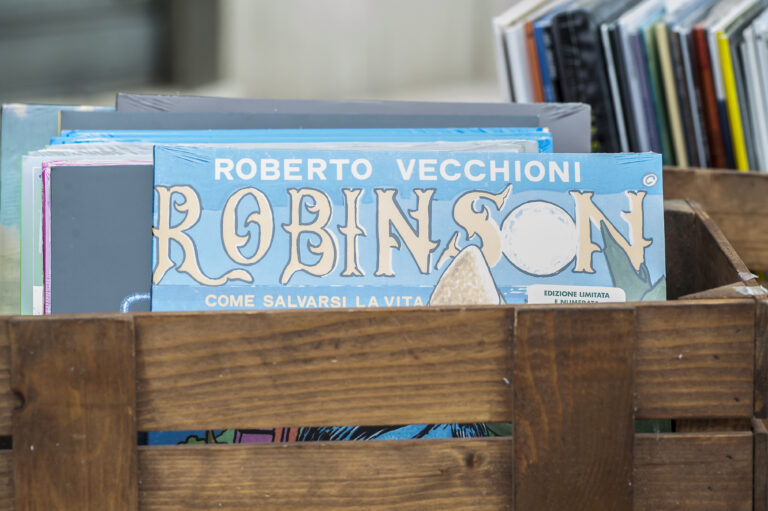 ROBERTO VECCHIONI
ROBINSON
COME SALVARSI LA VITA
EDIZIONE LIMITATA
E NUMERATA